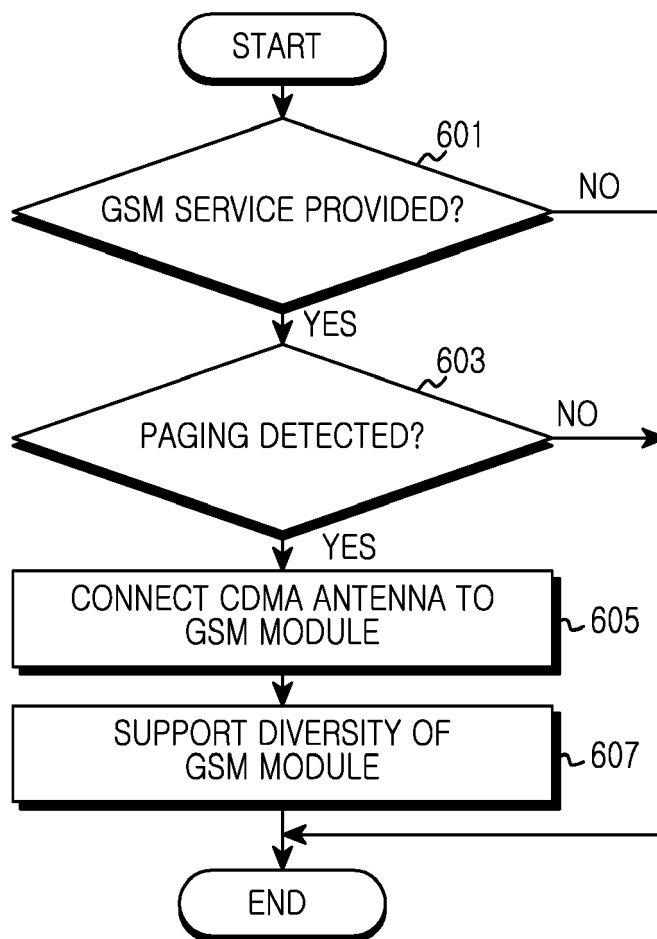 START
601
GSM SERVICE PROVIDED?
NO
YES
603
PAGING DETECTED?
NO
YES
CONNECT CDMA ANTENNA TO
GSM MODULE
605
SUPPORT DIVERSITY OF
GSM MODULE
607
END